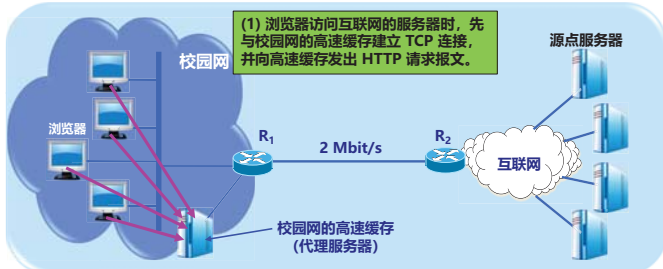 (1) 浏览器访问互联网的服务器时，先
与校园网的高速缓存建立 TCP 连接，
并向高速缓存发出 HTTP 请求报文。
校园网
源点服务器
浏览器
R1
2 Mbit/s
R2
互联网
校园网的高速缓存
(代理服务器)